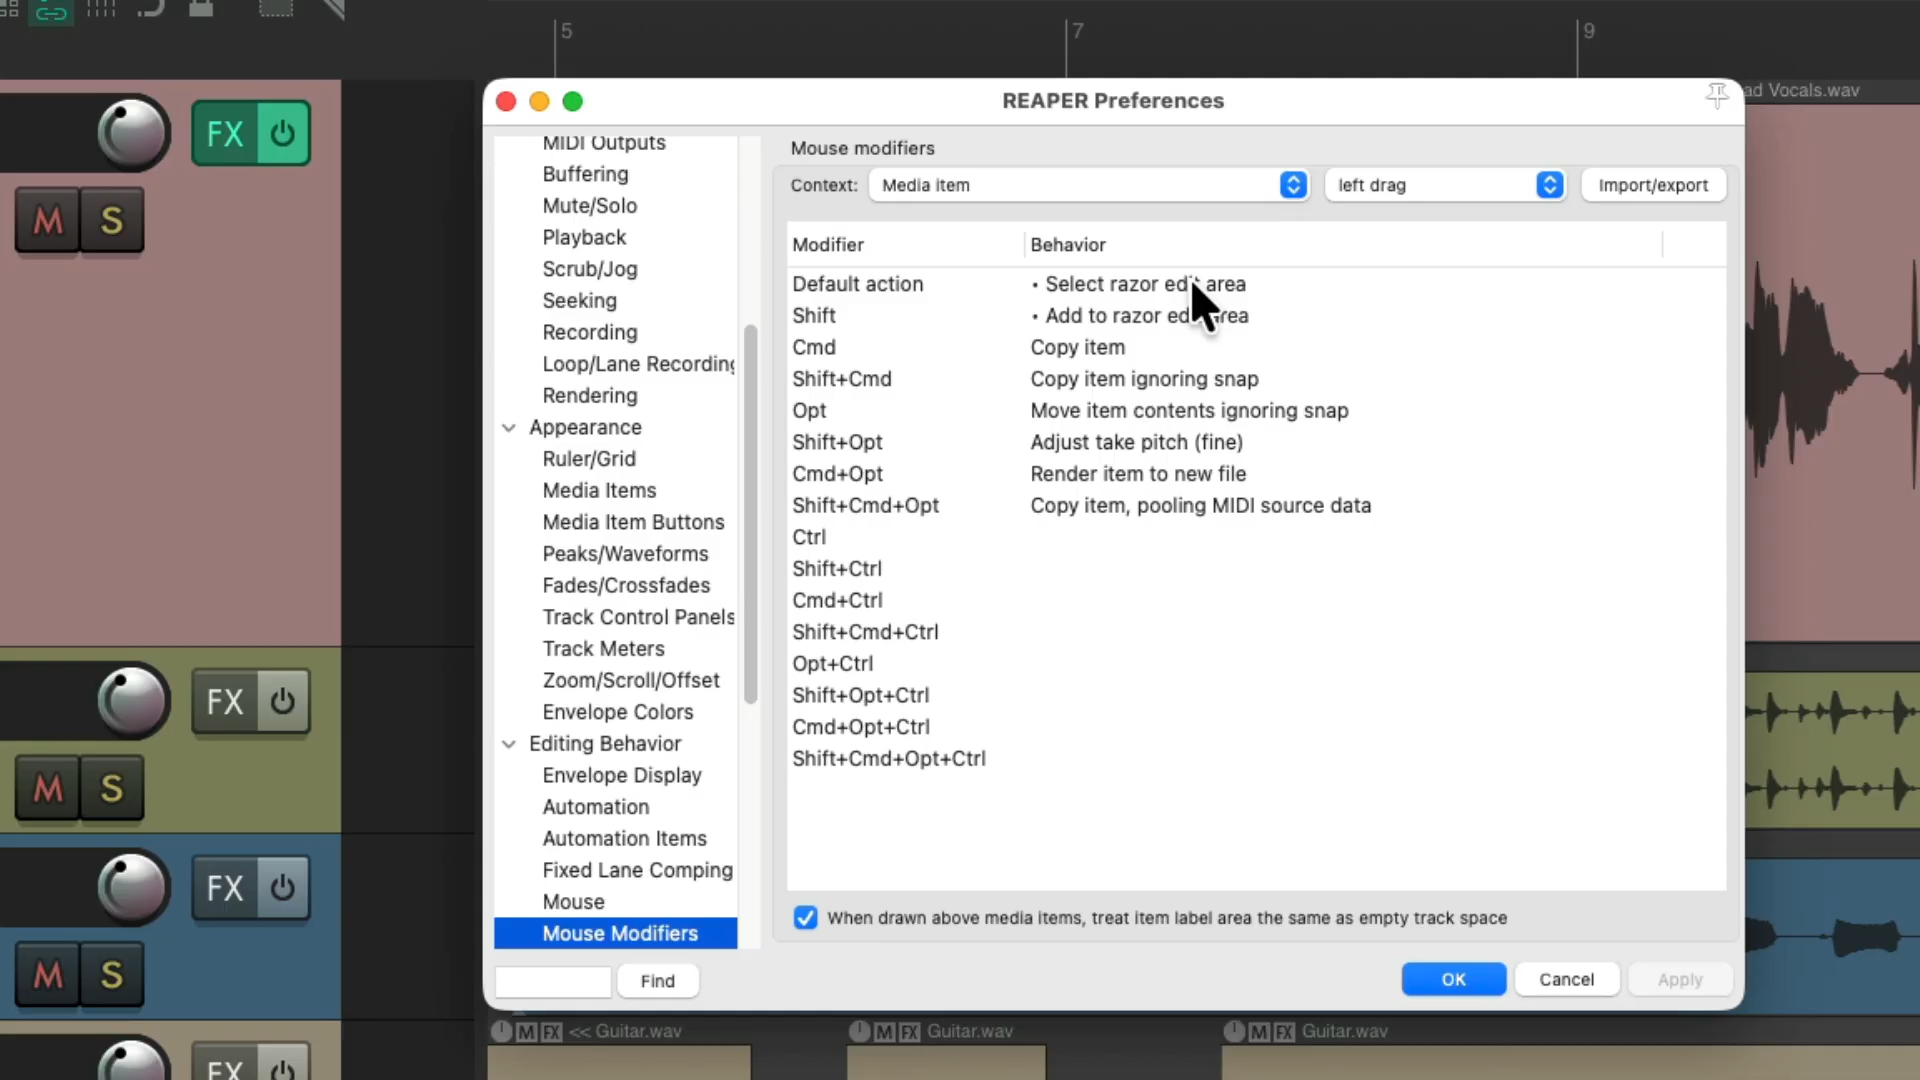 5
7
9
REAPER Preferences
ad Vocals.wav
FX
M S
FX
M S
FX
M S
FX
MIDI Outputs
Buffering
Mute/Solo
Playback
Scrub/Jog
Seeking
Recording
Loop/Lane Recording
Rendering
Appearance
Ruler/Grid
Media Items
Media Item Buttons
Peaks/Waveforms
Fades/Crossfades
Track Control Panels
Track Meters
Zoom/Scroll/Offset
Envelope Colors
Editing Behavior
Envelope Display
Automation
Automation Items
Fixed Lane Comping
Mouse
Mouse Modifiers
Find
Mouse modifiers
Context: Media item left drag Import/export
Modifier Behavior
Default action • Select razor edit area
Shift • Add to razor edit area
Cmd Copy item
Shift+Cmd Copy item ignoring snap
Opt Move item contents ignoring snap
Shift+Opt Adjust take pitch (fine)
Cmd+Opt Render item to new file
Shift+Cmd+Opt Copy item, pooling MIDI source data
Ctrl
Shift+Ctrl
Cmd+Ctrl
Shift+Cmd+Ctrl
Opt+Ctrl
Shift+Opt+Ctrl
Cmd+Opt+Ctrl
Shift+Cmd+Opt+Ctrl
When drawn above media items, treat item label area the same as empty track space
OK Cancel Apply
M FX << Guitar.wav
M FX Guitar.wav
M FX Guitar.wav